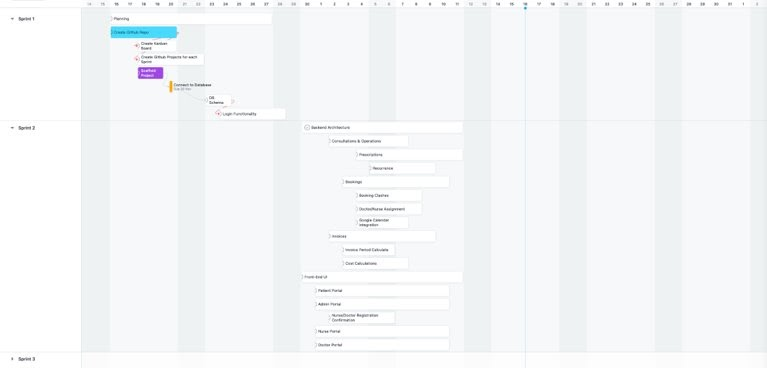 14 15 16 17 18 19 20 21 22 23 24 25 26 27 28 29 30 1 2 3 4 5 6 7 8 9 10 11 12 13 14 15 16 17 18 19 20 21 22 23 24 25 26 27 28 29 30 31 1 2
Sprint 1
Planning
Create Github Repo
Create Kanban
Board
Create Github Projects for each
Sprint
Scaffold
Project
Connect to Database
DB
Schema
Login Functionality
Sprint 2
Backend Architecture
Consultations & Operations
Prescriptions
Recurrence
Bookings
Booking Clashes
Doctor/Nurse Assignment
Google Calendar
Integration
Invoices
Invoice Period Calculate
Cost Calculations
Front-End UI
Patient Portal
Admin Portal
Nurse/Doctor Registration
Confirmation
Nurse Portal
Doctor Portal
Sprint 3